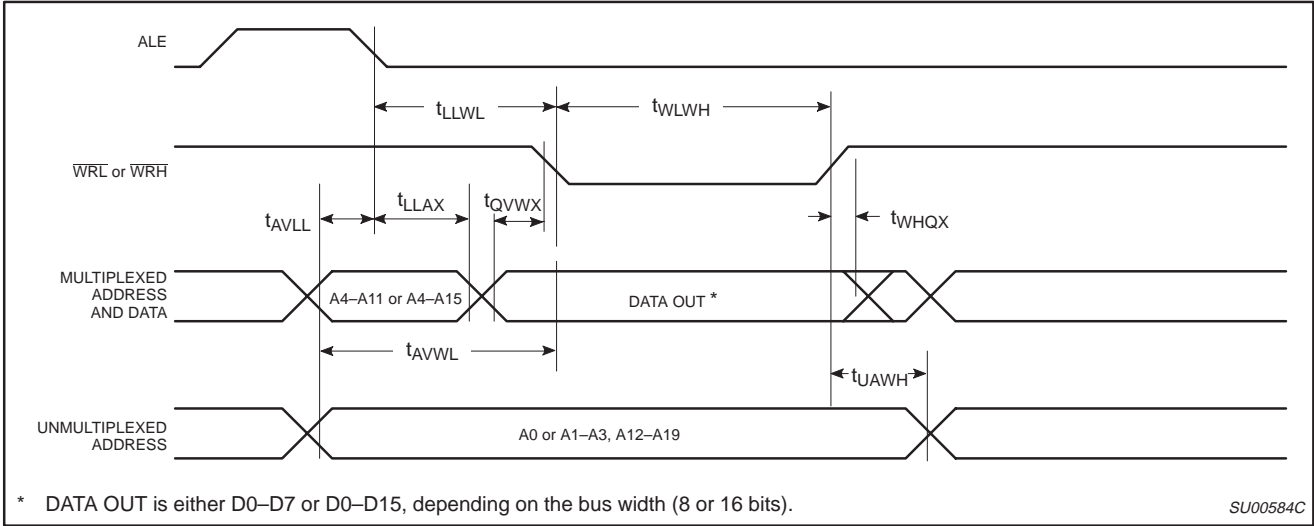 ALE
tLLWL
tWLWH
WRL or WRH
tAVLL
tLLAX
tQVWX
tWHQX
MULTIPLEXED
ADDRESS
AND DATA
A4–A11 or A4–A15
DATA OUT *
tAVWL
tUAWH
UNMULTIPLEXED
ADDRESS
A0 or A1–A3, A12–A19
* DATA OUT is either D0–D7 or D0–D15, depending on the bus width (8 or 16 bits).
SU00584C